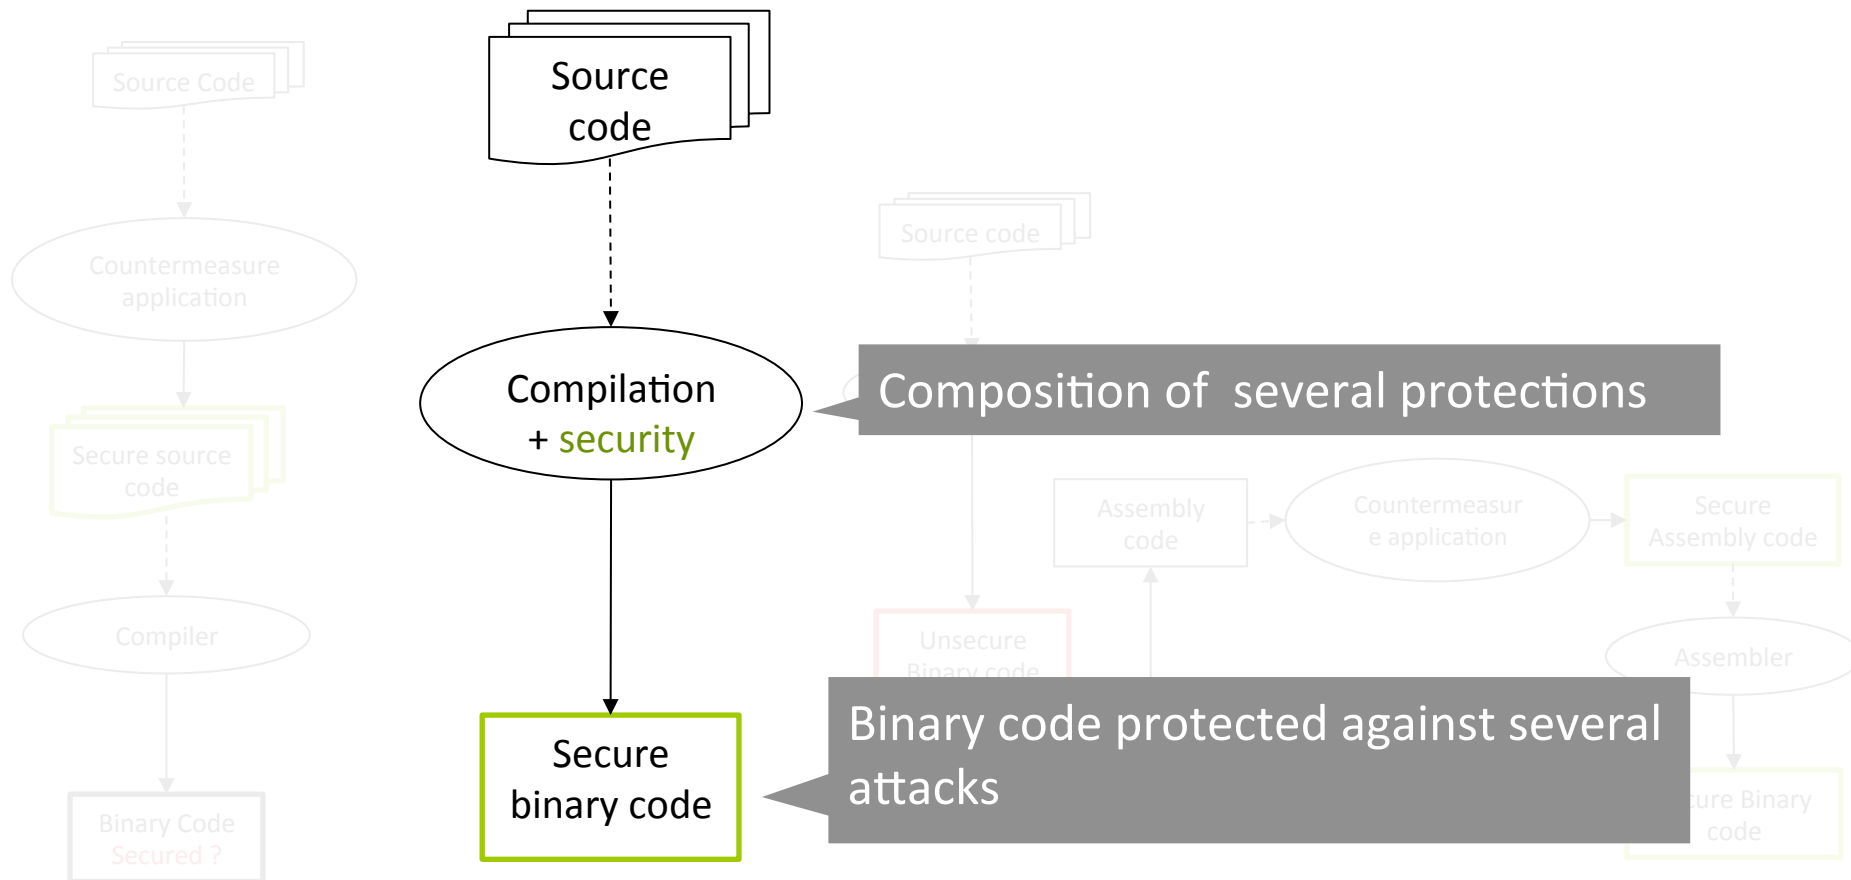 Source Code
Countermeasure
application
Secure source
code
Compiler
Binary Code
Secured ?
Source
code
Compilation
+ security
Secure
binary code
Composition of several protections
Binary code protected against several
attacks
Source code
Unsecure
Binary code
Assembly
code
Countermeasur
e application
Secure
Assembly code
Assembler
cure Binary
code